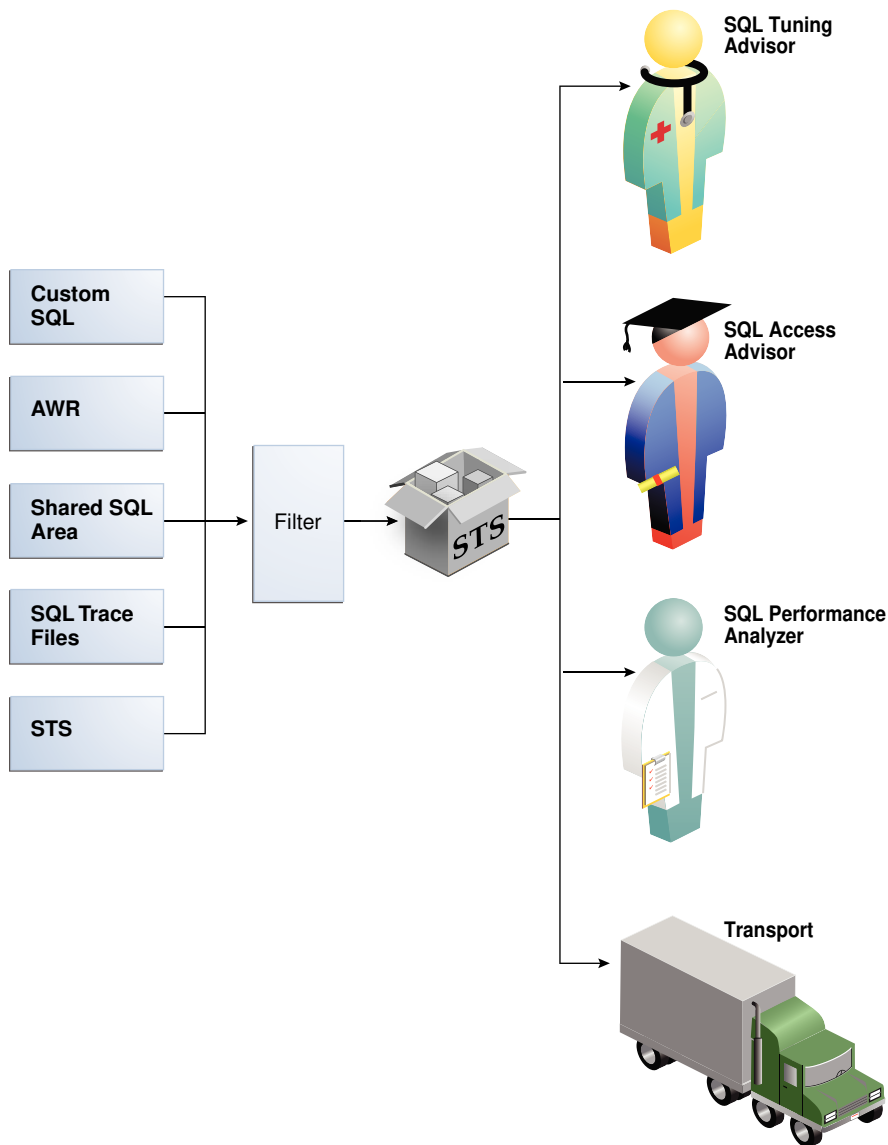 SQL Tuning
Advisor
Custom
SQL
AWR
Shared SQL
Area
SQL Trace
Files
STS
Filter
STS
SQL Access
Advisor
SQL Performance
Analyzer
Transport